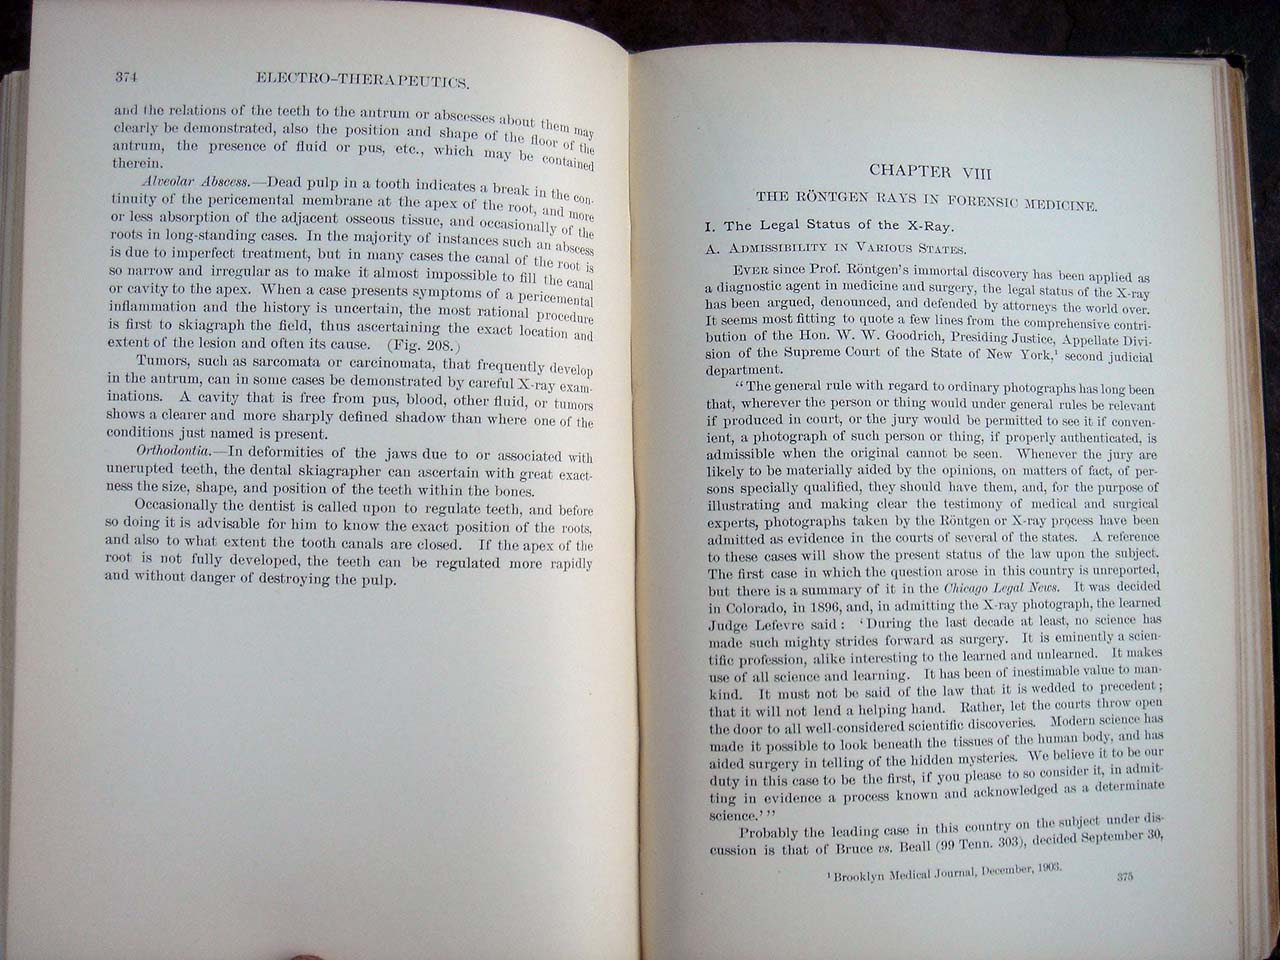 374 ELECTRO-THERAPEUTICS.
and the relations of the teeth to the antrum or abscesses about them may
clearly be demonstrated, also the position and shape of the floor of the
antrum, the presence of fluid or pus, etc., which may be contained
therein.
Alveolar Abscess.—Dead pulp in a tooth indicates a break in the con-
tinuity of the pericemental membrane at the apex of the root, and more
or less absorption of the adjacent osseous tissue, and occasionally of the
roots in long-standing cases. In the majority of instances such an abscess
is due to imperfect treatment, but in many cases the canal of the root is
so narrow and irregular as to make it almost impossible to fill the canal
or cavity to the apex. When a case presents symptoms of a pericemental
inflammation and the history is uncertain, the most rational procedure
is first to skiagraph the field, thus ascertaining the exact location and
extent of the lesion and often its cause. (Fig. 208.)
Tumors, such as sarcomata or carcinomata, that frequently develop
in the antrum, can in some cases be demonstrated by careful X-ray exam-
inations. A cavity that is free from pus, blood, other fluid, or tumors
shows a clearer and more sharply defined shadow than where one of the
conditions just named is present.
Orthodontia.—In deformities of the jaws due to or associated with
unerupted teeth, the dental skiagrapher can ascertain with great exact-
ness the size, shape, and position of the teeth within the bones.
Occasionally the dentist is called upon to regulate teeth, and before
so doing it is advisable for him to know the exact position of the roots,
and also to what extent the tooth canals are closed. If the apex of the
root is not fully developed, the teeth can be regulated more rapidly
and without danger of destroying the pulp.
CHAPTER VIII
THE RÖNTGEN RAYS IN FORENSIC MEDICINE.
I. The Legal Status of the X-Ray.
A. ADMISSIBILITY IN VARIOUS STATES.
EVER since Prof. Röntgen's immortal discovery has been applied as
a diagnostic agent in medicine and surgery, the legal status of the X-ray
has been argued, denounced, and defended by attorneys the world over.
It seems most fitting to quote a few lines from the comprehensive contri-
bution of the Hon. W. W. Goodrich, Presiding Justice, Appellate Divi-
sion of the Supreme Court of the State of New York,¹ second judicial
department.
"The general rule with regard to ordinary photographs has long been
that, wherever the person or thing would under general rules be relevant
if produced in court, or the jury would be permitted to see it if conven-
ient, a photograph of such person or thing, if properly authenticated, is
admissible when the original cannot be seen. Whenever the jury are
likely to be materially aided by the opinions, on matters of fact, of per-
sons specially qualified, they should have them, and, for the purpose of
illustrating and making clear the testimony of medical and surgical
experts, photographs taken by the Röntgen or X-ray process have been
admitted as evidence in the courts of several of the states. A reference
to these cases will show the present status of the law upon the subject.
The first case in which the question arose in this country is unreported,
but there is a summary of it in the Chicago Legal News. It was decided
in Colorado, in 1896, and, in admitting the X-ray photograph, the learned
Judge Lefevre said: 'During the last decade at least, no science has
made such mighty strides forward as surgery. It is eminently a scien-
tific profession, alike interesting to the learned and unlearned. It makes
use of all science and learning. It has been of inestimable value to man-
kind. It must not be said of the law that it is wedded to precedent;
that it will not lend a helping hand. Rather, let the courts throw open
the door to all well-considered scientific discoveries. Modern science has
made it possible to look beneath the tissues of the human body, and has
aided surgery in telling of the hidden mysteries. We believe it to be our
duty in this case to be the first, if you please to so consider it, in admit-
ting in evidence a process known and acknowledged as a determinate
science.'"
Probably the leading case in this country on the subject under dis-
cussion is that of Bruce vs. Beall (99 Tenn. 303), decided September 30,
¹ Brooklyn Medical Journal, December, 1903.
375